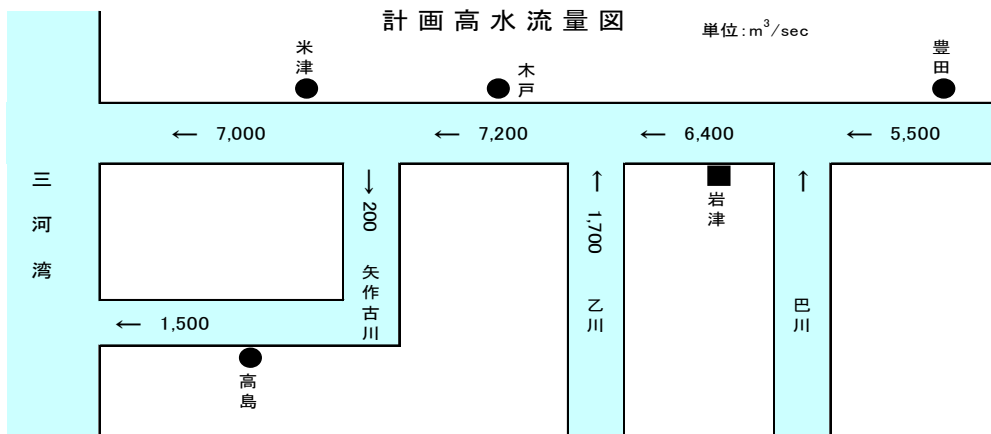 計画高水流量図
単位:m³/sec
米津
木戸
豊田
← 7,000
← 7,200
← 6,400
← 5,500
三河湾
↓ 200 矢作古川
↑ 1,700 乙川
岩津
↑ 巴川
← 1,500
高島